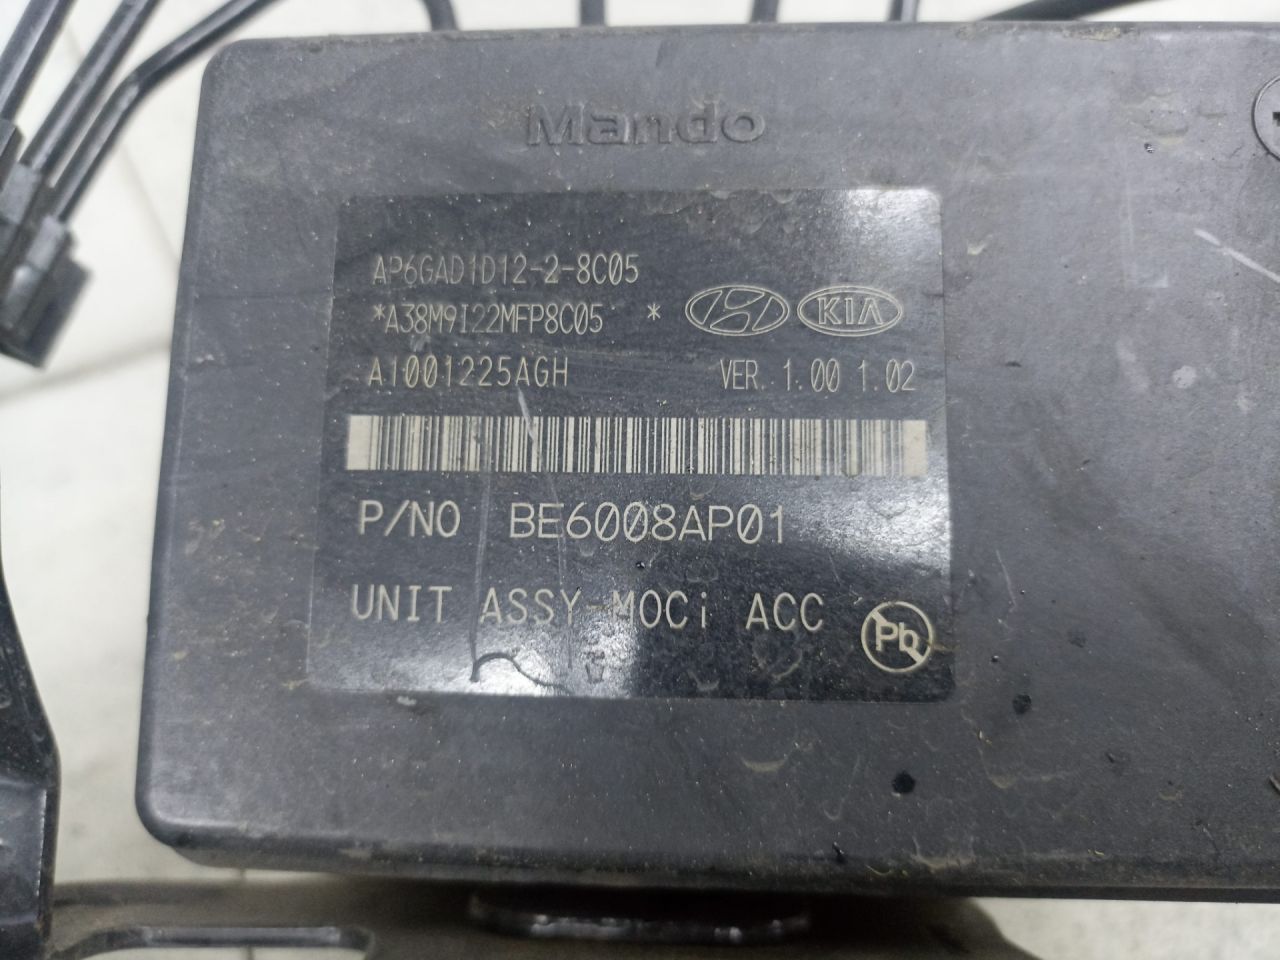 Mando
AP6GAD1D12-2-8C05
*A38M9I22MFP8C05 *
KIA
A1001225AGH VER. 1.00 1.02
P/NO BE6008AP01
UNIT ASSY-MOCi ACC
Pb